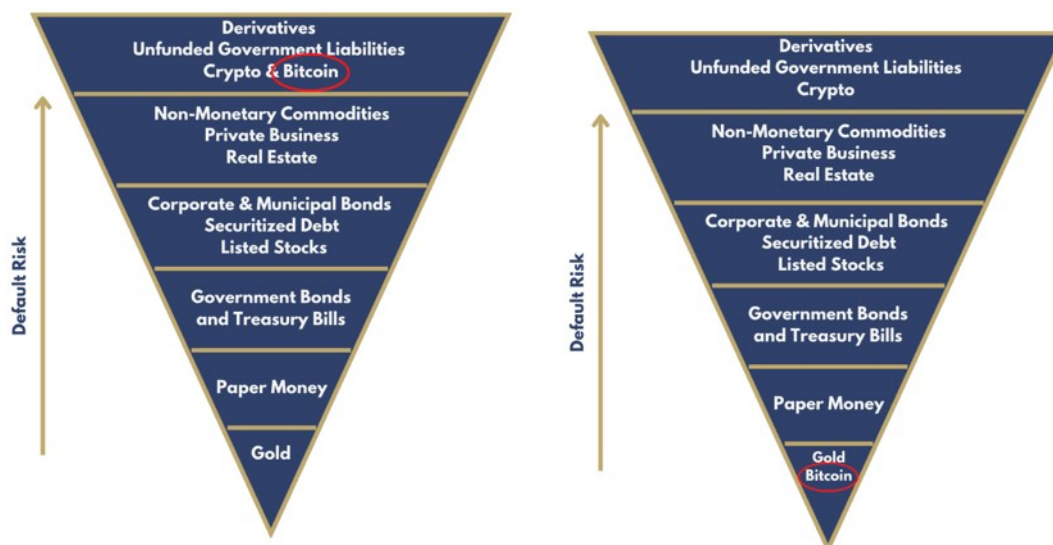 Derivatives
Unfunded Government Liabilities
Crypto & Bitcoin
Non-Monetary Commodities
Private Business
Real Estate
Corporate & Municipal Bonds
Securitized Debt
Listed Stocks
Government Bonds
and Treasury Bills
Paper Money
Gold
Default Risk
Derivatives
Unfunded Government Liabilities
Crypto
Non-Monetary Commodities
Private Business
Real Estate
Corporate & Municipal Bonds
Securitized Debt
Listed Stocks
Government Bonds
and Treasury Bills
Paper Money
Gold
Bitcoin
Default Risk